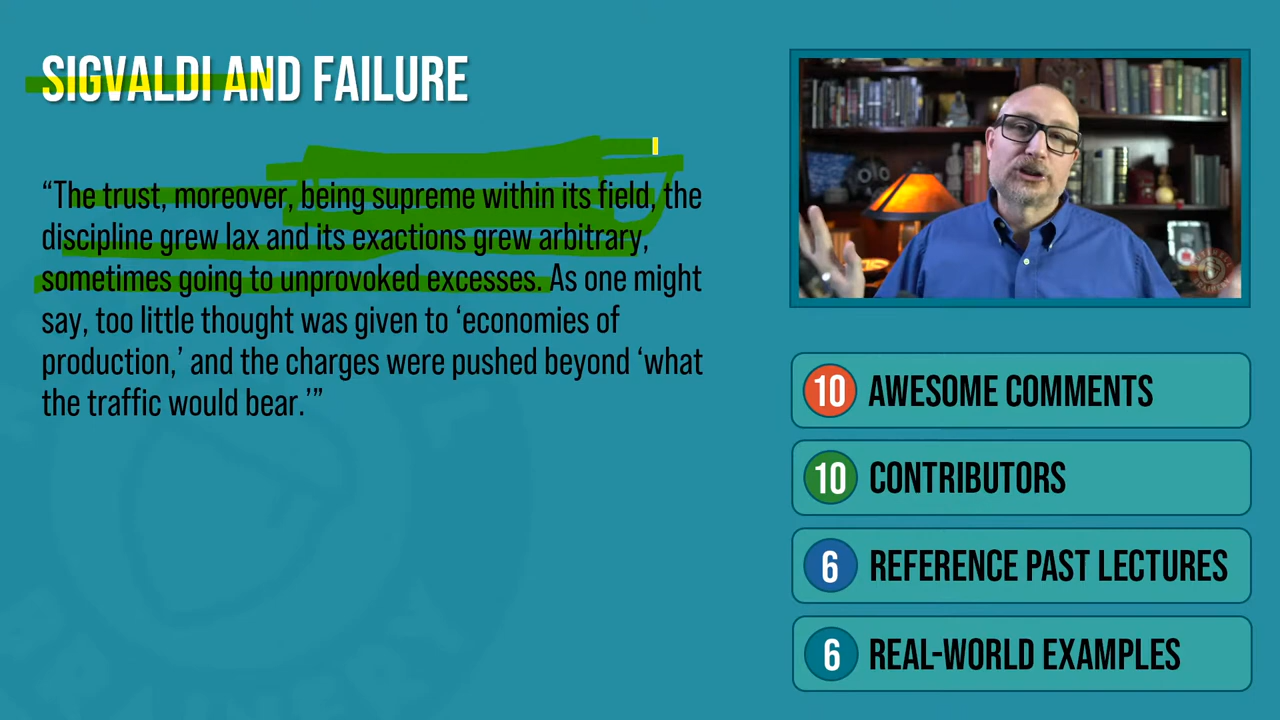 SIGVALDI AND FAILURE
“The trust, moreover, being supreme within its field, the
discipline grew lax and its exactions grew arbitrary,
sometimes going to unprovoked excesses. As one might
say, too little thought was given to ‘economies of
production,’ and the charges were pushed beyond ‘what
the traffic would bear.’”
10 AWESOME COMMENTS
10 CONTRIBUTORS
6 REFERENCE PAST LECTURES
6 REAL-WORLD EXAMPLES